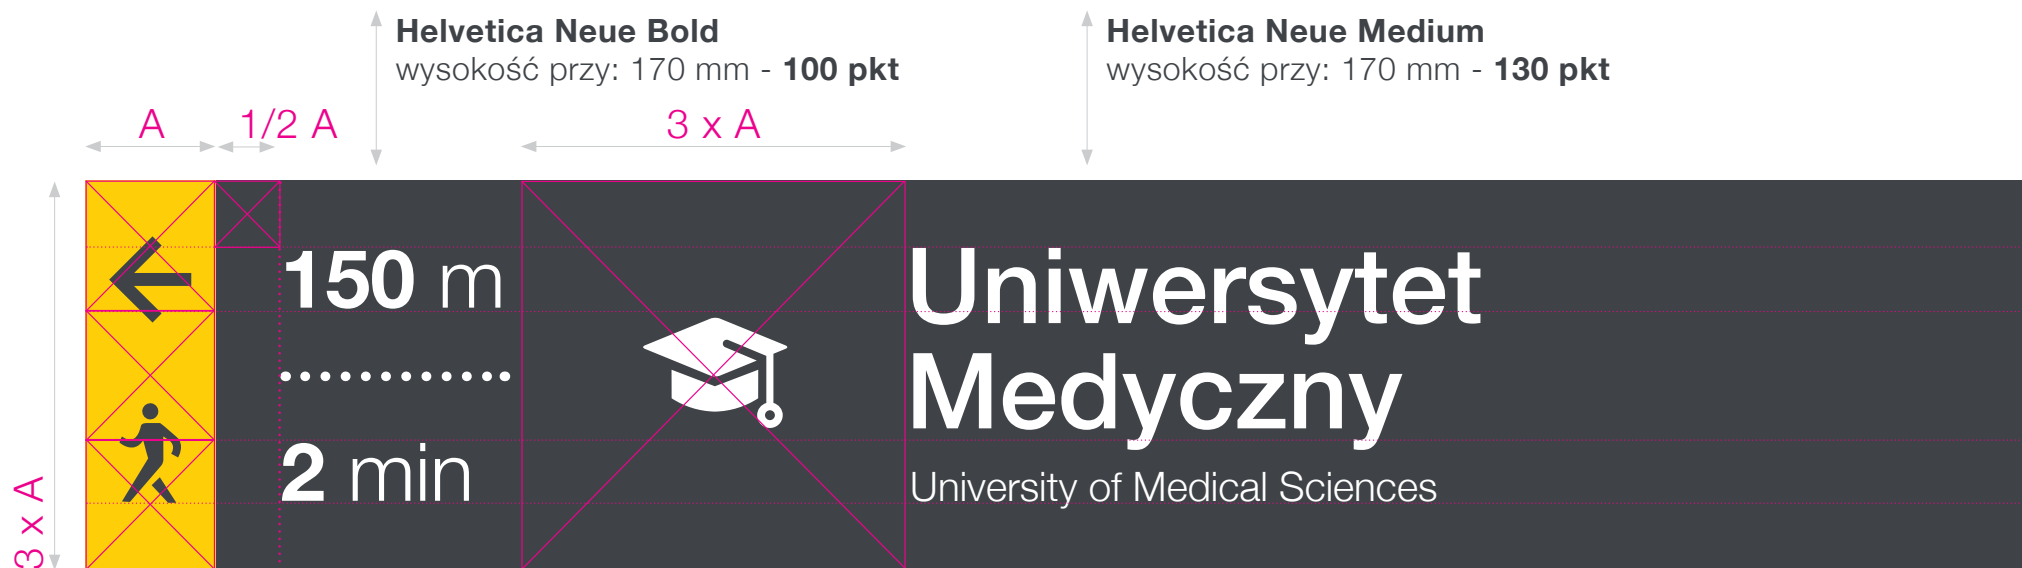 Helvetica Neue Bold
wysokość przy: 170 mm - 100 pkt
Helvetica Neue Medium
wysokość przy: 170 mm - 130 pkt
A
1/2 A
3 x A
3 x A
150 m
2 min
Uniwersytet
Medyczny
University of Medical Sciences